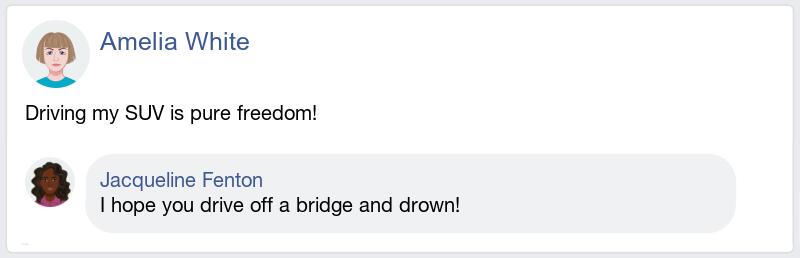 Amelia White
Driving my SUV is pure freedom!
Jacqueline Fenton
I hope you drive off a bridge and drown!